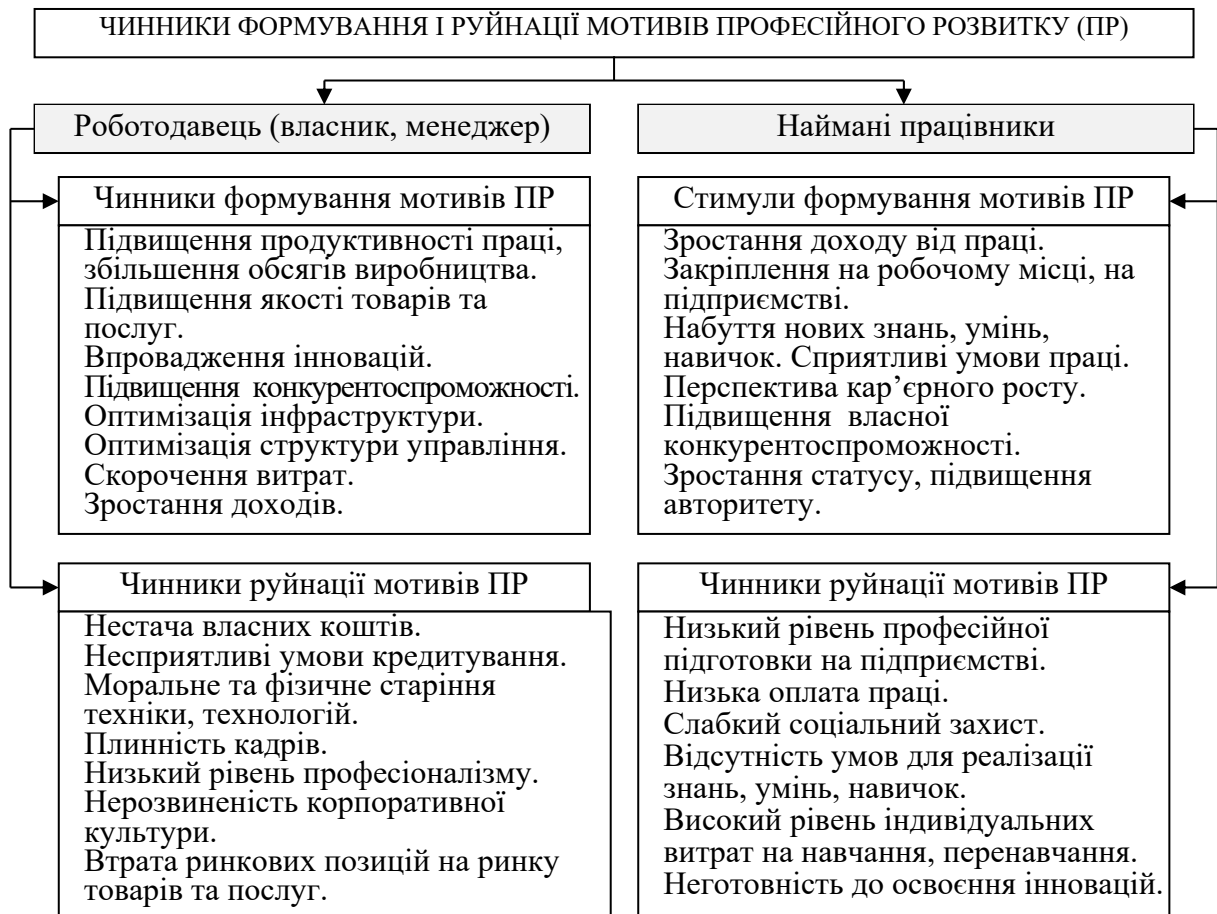 ЧИННИКИ ФОРМУВАННЯ І РУЙНАЦІЇ МОТИВІВ ПРОФЕСІЙНОГО РОЗВИТКУ (ПР)
Роботодавець (власник, менеджер)
Наймані працівники
Чинники формування мотивів ПР
Підвищення продуктивності праці,
збільшення обсягів виробництва.
Підвищення якості товарів та
послуг.
Впровадження інновацій.
Підвищення конкурентоспроможності.
Оптимізація інфраструктури.
Оптимізація структури управління.
Скорочення витрат.
Зростання доходів.
Стимули формування мотивів ПР
Зростання доходу від праці.
Закріплення на робочому місці, на
підприємстві.
Набуття нових знань, умінь,
навичок. Сприятливі умови праці.
Перспектива кар’єрного росту.
Підвищення власної
конкурентоспроможності.
Зростання статусу, підвищення
авторитету.
Чинники руйнації мотивів ПР
Нестача власних коштів.
Несприятливі умови кредитування.
Моральне та фізичне старіння
техніки, технологій.
Плинність кадрів.
Низький рівень професіоналізму.
Нерозвиненість корпоративної
культури.
Втрата ринкових позицій на ринку
товарів та послуг.
Чинники руйнації мотивів ПР
Низький рівень професійної
підготовки на підприємстві.
Низька оплата праці.
Слабкий соціальний захист.
Відсутність умов для реалізації
знань, умінь, навичок.
Високий рівень індивідуальних
витрат на навчання, перенавчання.
Неготовність до освоєння інновацій.